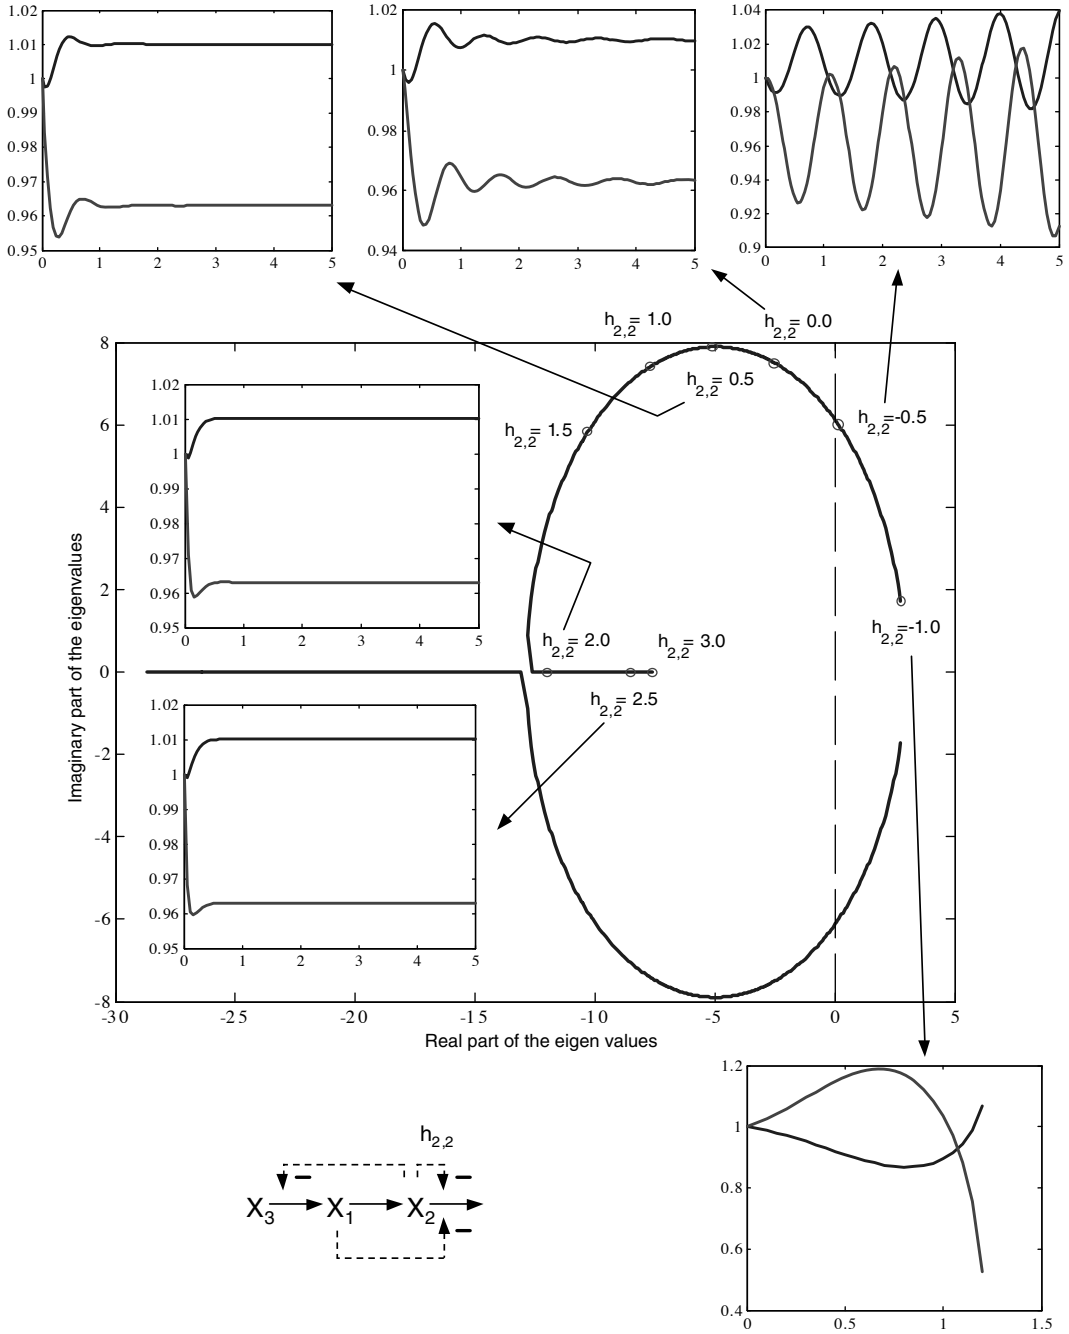 1.02
1.01
1
0.99
0.98
0.97
0.96
0.95
0 1 2 3 4 5
1.02
1
0.98
0.96
0.94
0 1 2 3 4 5
1.04
1.02
1
0.98
0.96
0.94
0.92
0.9
0 1 2 3 4 5
h2,2= 1.0
h2,2= 0.0
h2,2= 0.5
h2,2= 1.5
h2,2=-0.5
h2,2=-1.0
h2,2= 2.0
h2,2= 3.0
h2,2= 2.5
8
6
4
2
0
-2
-4
-6
-8
Imaginary part of the eigenvalues
1.02
1.01
1
0.99
0.98
0.97
0.96
0.95
0 1 2 3 4 5
1.02
1.01
1
0.99
0.98
0.97
0.96
0.95
0 1 2 3 4 5
-30 -25 -20 -15 -10 -5 0 5
Real part of the eigen values
h2,2
X3 X1 X2
1.2
1
0.8
0.6
0.4
0 0.5 1 1.5